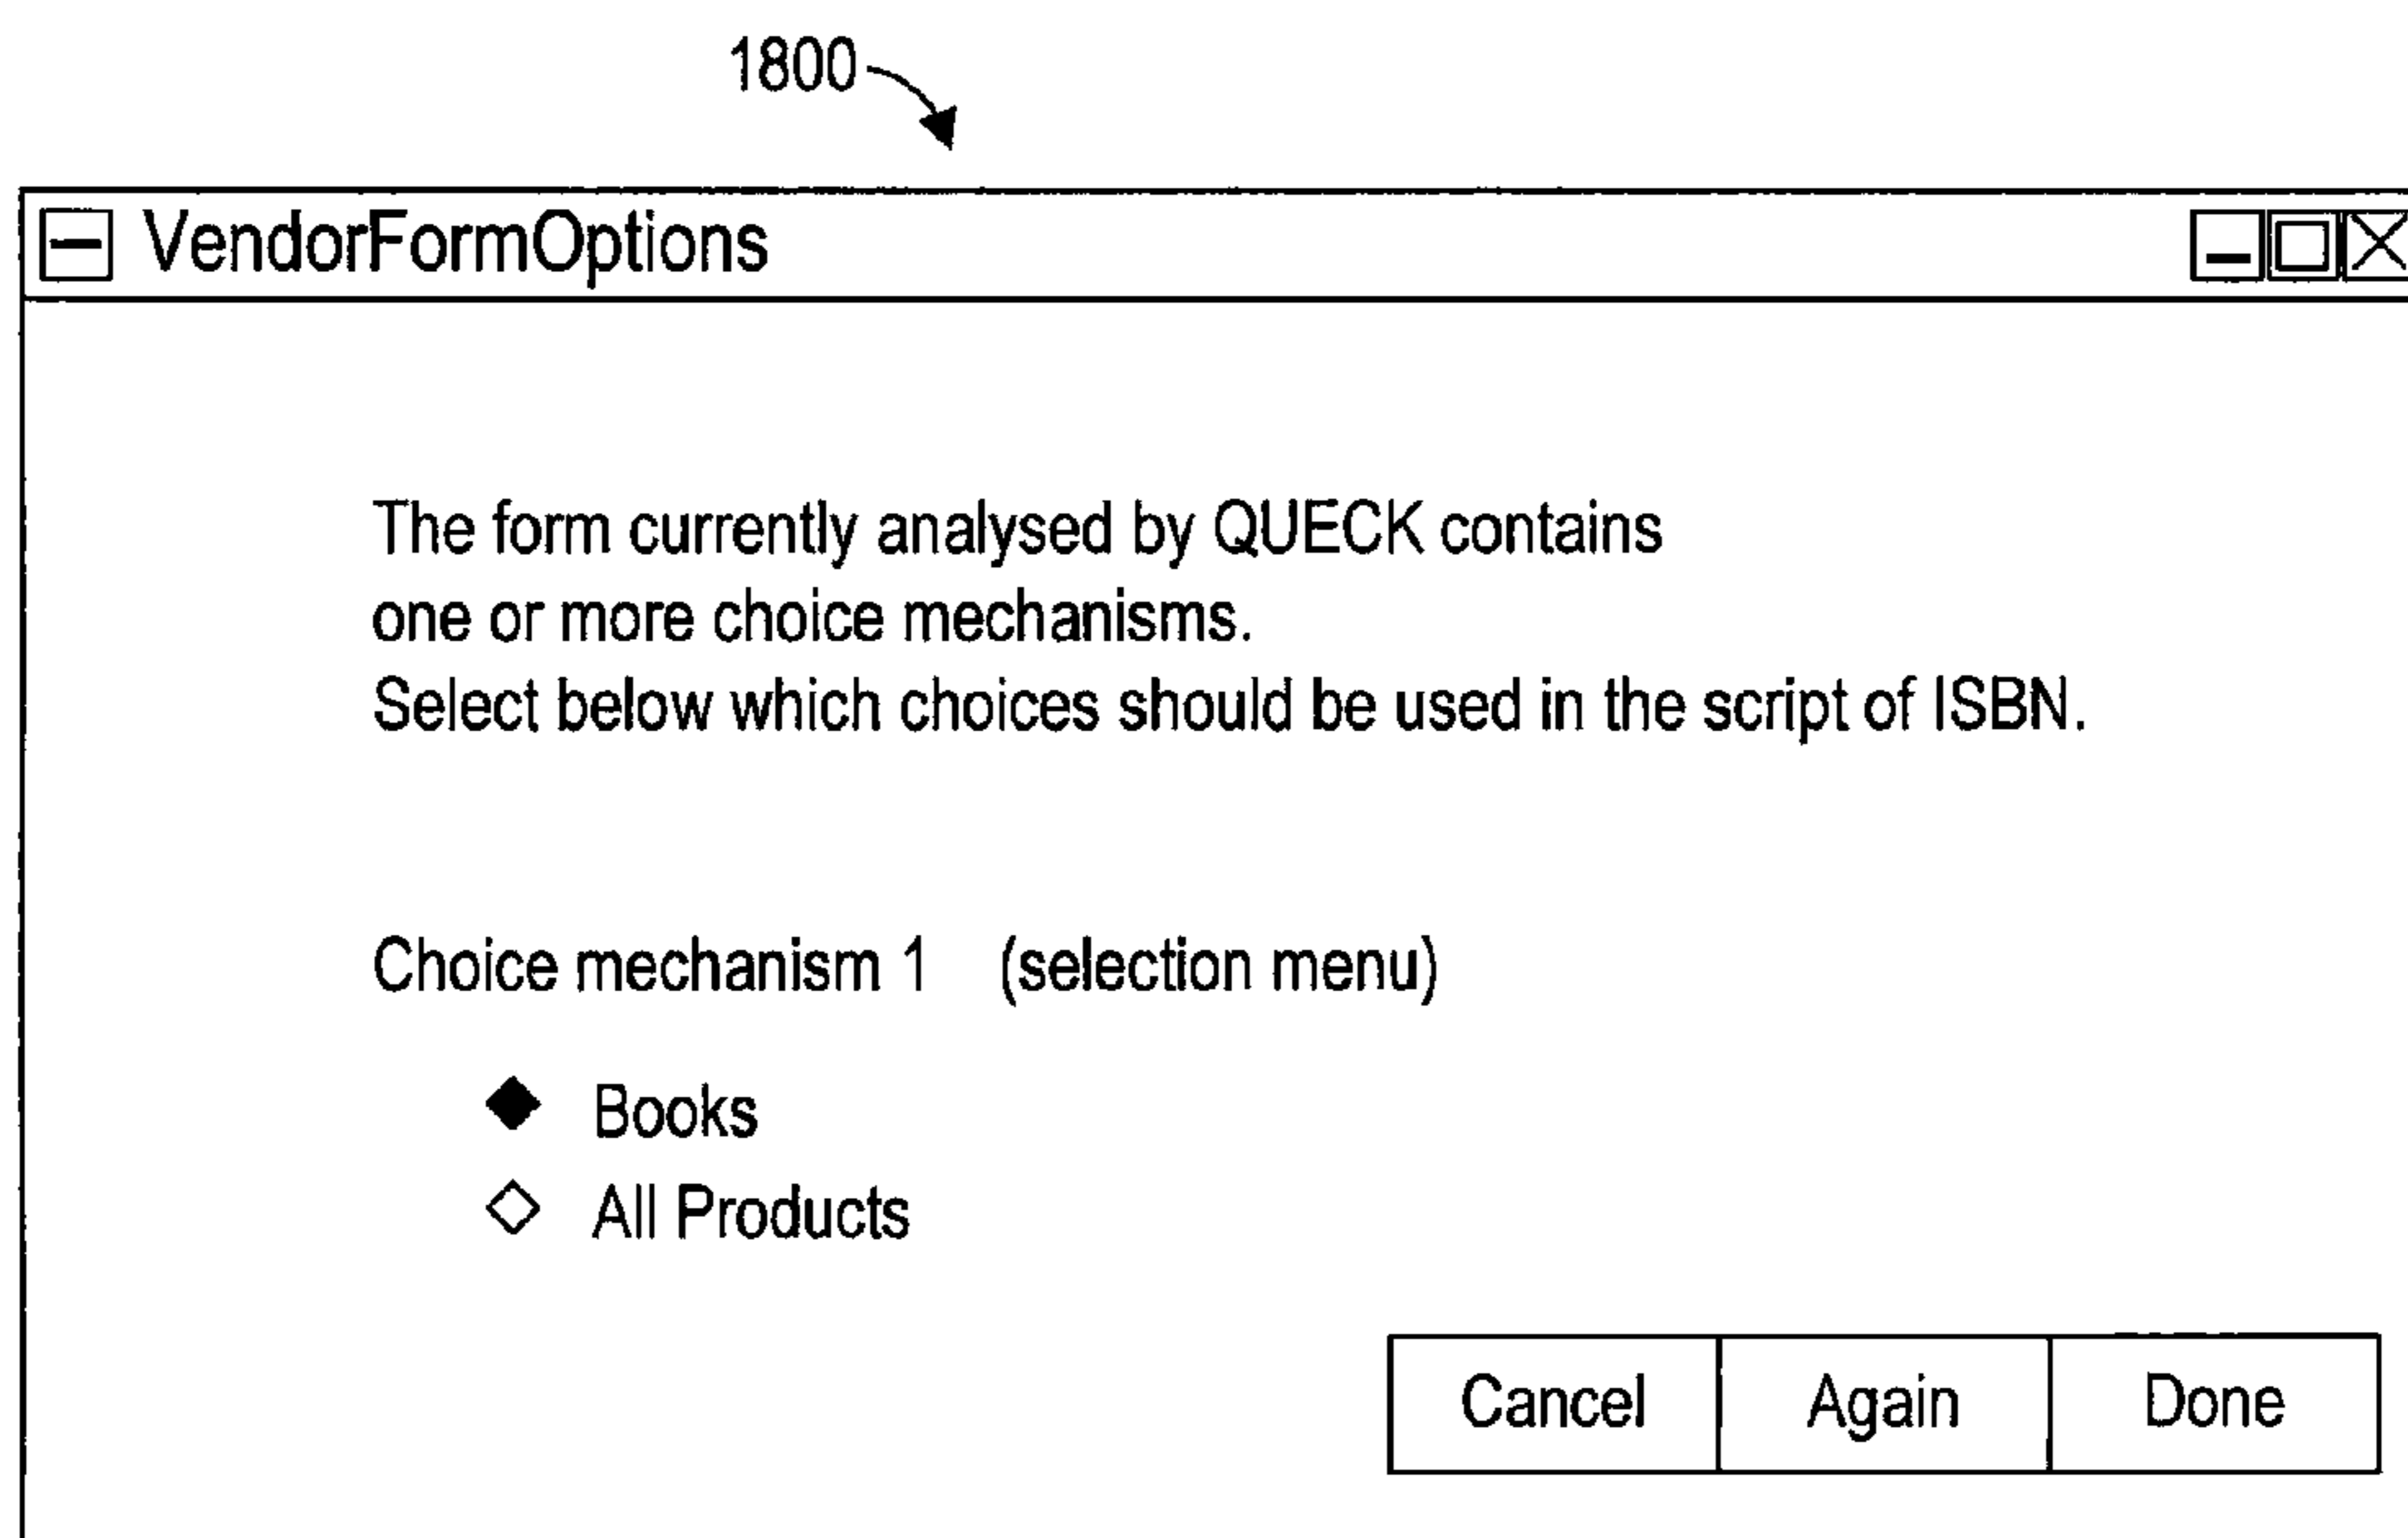 1800
VendorFormOptions
The form currently analysed by QUECK contains
one or more choice mechanisms.
Select below which choices should be used in the script of ISBN.
Choice mechanism 1 (selection menu)
Books
All Products
Cancel Again Done